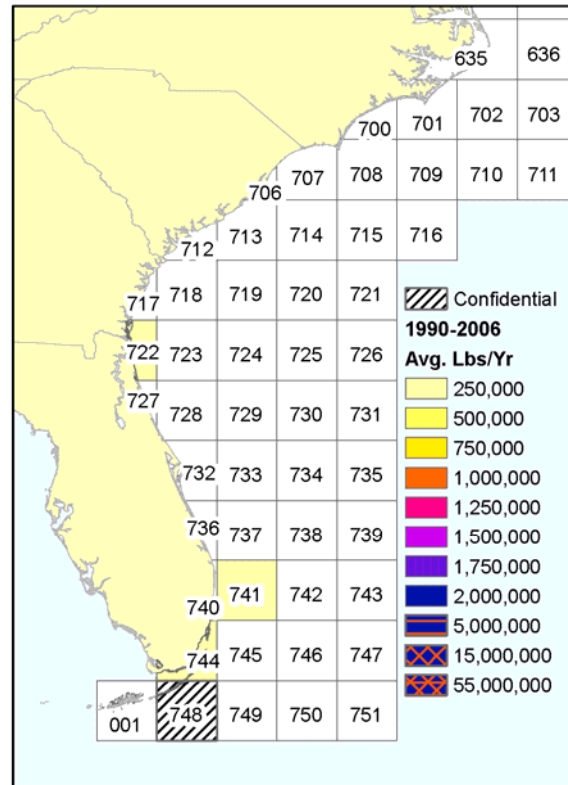 635 636
700 701 702 703
706 707 708 709 710 711
712 713 714 715 716
717 718 719 720 721
Confidential
1990-2006
Avg. Lbs/Yr
250,000
500,000
750,000
1,000,000
1,250,000
1,500,000
1,750,000
2,000,000
5,000,000
15,000,000
55,000,000
722 723 724 725 726
727 728 729 730 731
732 733 734 735
736 737 738 739
740 741 742 743
744 745 746 747
001 748 749 750 751